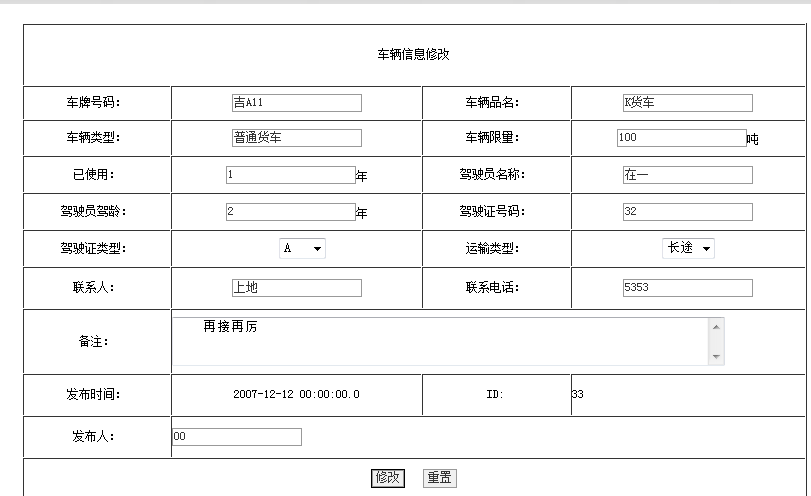 车辆信息修改
车牌号码: 吉A11 车辆品名: K货车
车辆类型: 普通货车 车辆限量: 100 吨
已使用: 1 年 驾驶员名称: 在一
驾驶员驾龄: 2 年 驾驶证号码: 32
驾驶证类型: A 运输类型: 长途
联系人: 上地 联系电话: 5353
备注: 再接再厉
发布时间: 2007-12-12 00:00:00.0 ID: 33
发布人: 00
修改 重置